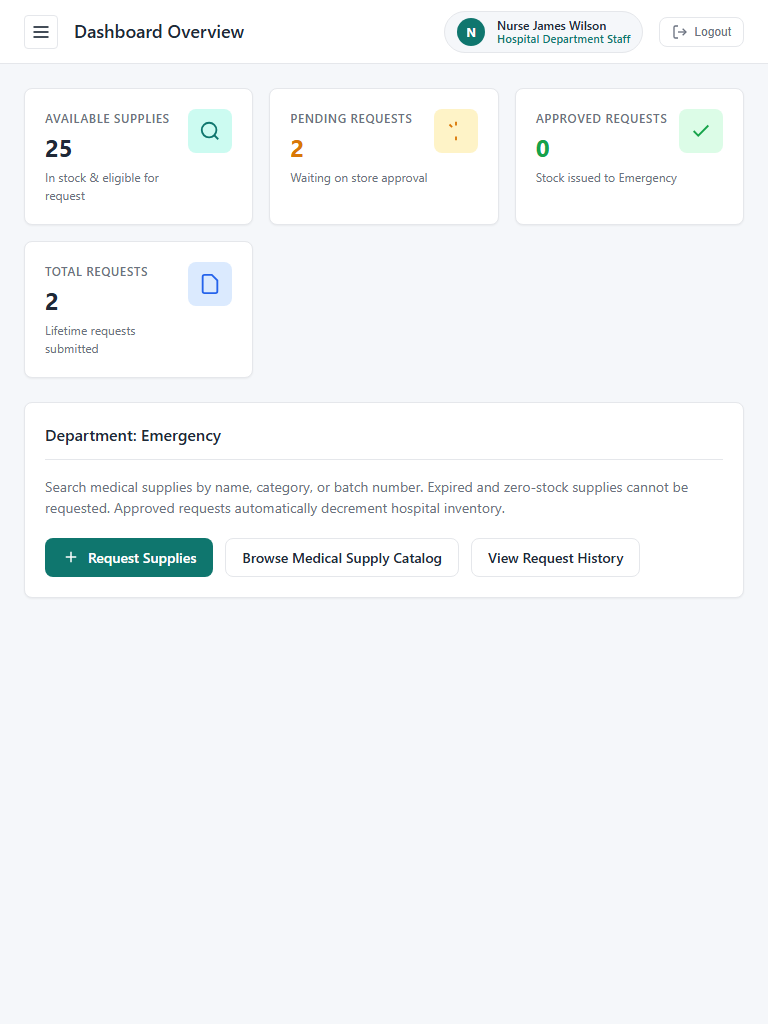 Dashboard Overview
N
Nurse James Wilson
Hospital Department Staff
Logout
AVAILABLE SUPPLIES
25
In stock & eligible for
request
PENDING REQUESTS
2
Waiting on store approval
APPROVED REQUESTS
0
Stock issued to Emergency
TOTAL REQUESTS
2
Lifetime requests
submitted
Department: Emergency
Search medical supplies by name, category, or batch number. Expired and zero-stock supplies cannot be
requested. Approved requests automatically decrement hospital inventory.
Request Supplies
Browse Medical Supply Catalog
View Request History